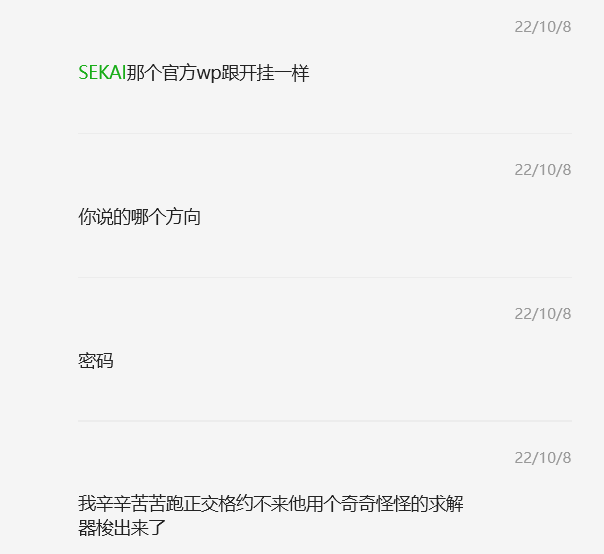 22/10/8
SEKAI那个官方wp跟开挂一样
22/10/8
你说的哪个方向
22/10/8
密码
22/10/8
我辛辛苦苦跑正交格约不来他用个奇奇怪怪的求解
器梭出来了